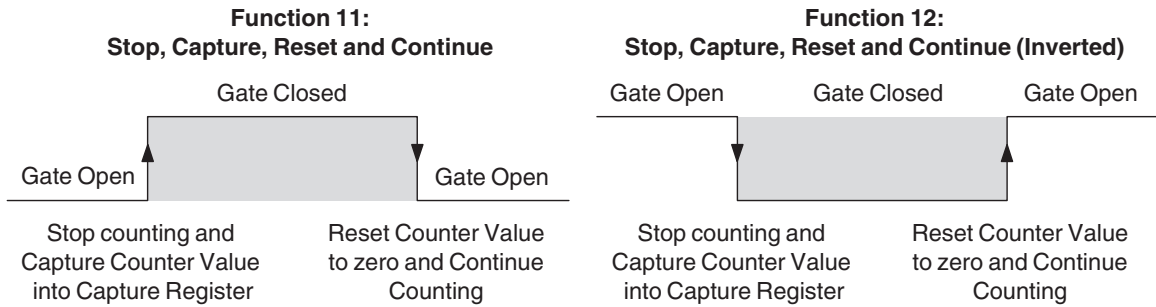 Function 11:
Stop, Capture, Reset and Continue
Gate Closed
Gate Open
Gate Open
Stop counting and
Capture Counter Value
into Capture Register
Reset Counter Value
to zero and Continue
Counting
Function 12:
Stop, Capture, Reset and Continue (Inverted)
Gate Open
Gate Closed
Gate Open
Stop counting and
Capture Counter Value
into Capture Register
Reset Counter Value
to zero and Continue
Counting